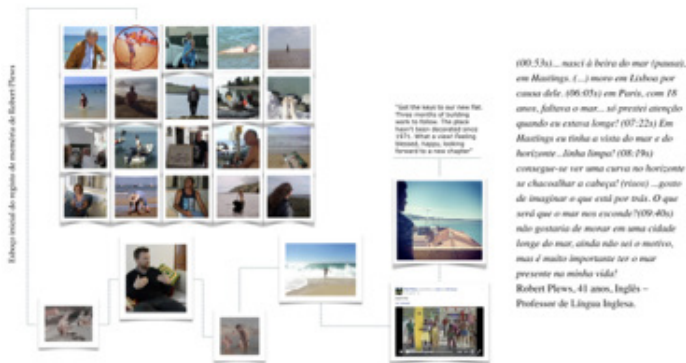 Esboço inicial do registo de memória de Robert Plews
"Got the keys to our new flat.
Three months of building
work to follow. The place
hasn't been decorated since
1971. What a view! Feeling
blessed, happy, looking
forward to a new chapter"
(00:53s)... nasci à beira do mar (pausa),
em Hastings. (...) moro em Lisboa por
causa dele. (06:05s) em Paris, com 18
anos, faltava o mar... só prestei atenção
quando eu estava longe! (07:22s) Em
Hastings eu tinha a vista do mar e do
horizonte...linha limpa! (08:19s)
consegue-se ver uma curva no horizonte
se chacoalhar a cabeça! (risos) ...gosto
de imaginar o que está por trás. O que
será que o mar nos esconde?(09:40s)
não gostaria de morar em uma cidade
longe do mar, ainda não sei o motivo,
mas é muito importante ter o mar
presente na minha vida!
Robert Plews, 41 anos, Inglês –
Professor de Língua Inglesa.